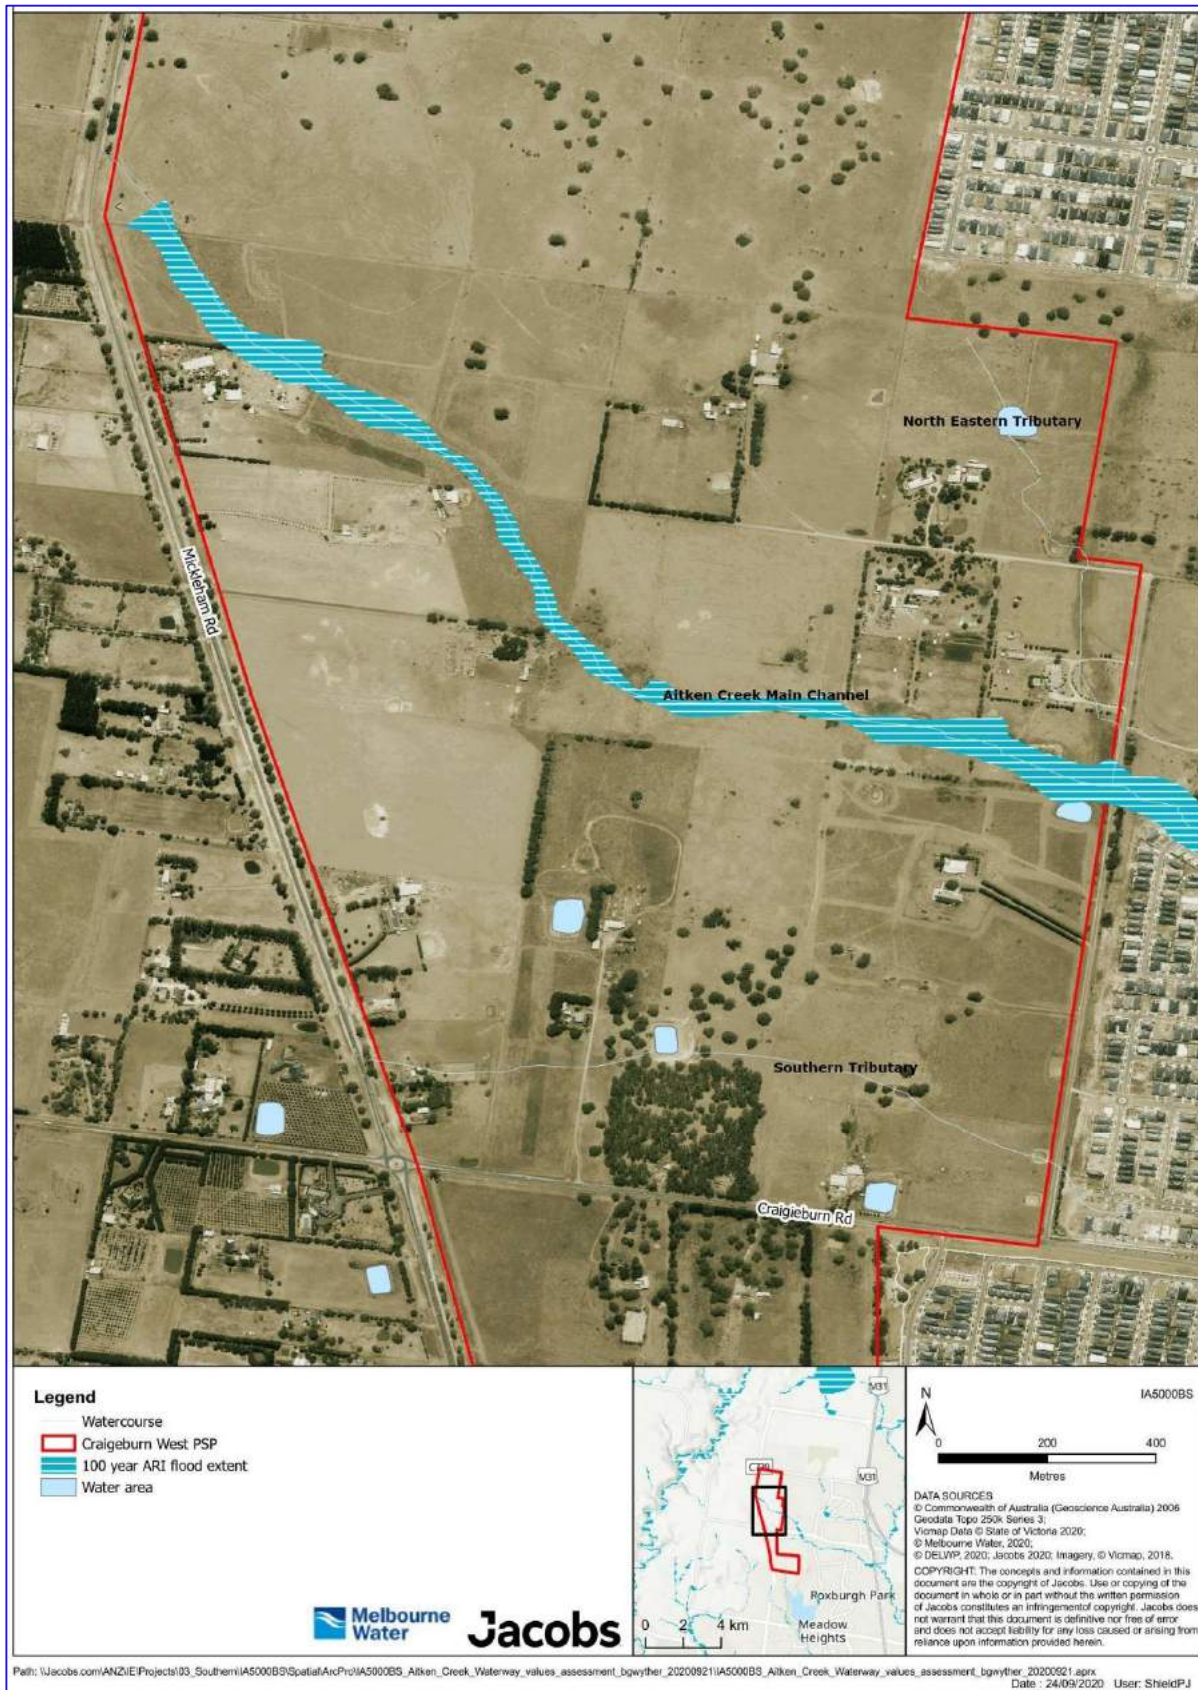 North Eastern Tributary
Mickleham Rd
Aitken Creek Main Channel
Southern Tributary
Craigieburn Rd
Legend
Watercourse
Craigeburn West PSP
100 year ARI flood extent
Water area
M31
M31
Roxburgh Park
Meadow
Heights
0 2 4 km
Melbourne
Water
Jacobs
N
IA5000BS
0 200 400
Metres
DATA SOURCES
© Commonwealth of Australia (Geoscience Australia) 2006
Geodata Topo 250k Series 3;
Vicmap Data © State of Victoria 2020;
© Melbourne Water, 2020;
© DELWP, 2020; Jacobs 2020; Imagery, © Vicmap, 2018.
COPYRIGHT: The concepts and information contained in this
document are the copyright of Jacobs. Use or copying of the
document in whole or in part without the written permission
of Jacobs constitutes an infringement of copyright. Jacobs does
not warrant that this document is definitive nor free of error
and does not accept liability for any loss caused or arising from
reliance upon information provided herein.
Path: \\Jacobs.com\ANZ\IE\Projects\03_Southern\IA5000BS\Spatial\ArcPro\IA5000BS_Aitken_Creek_Waterway_values_assessment_bgwyther_20200921\IA5000BS_Aitken_Creek_Waterway_values_assessment_bgwyther_20200921.aprx
Date : 24/09/2020 User: ShieldPJ